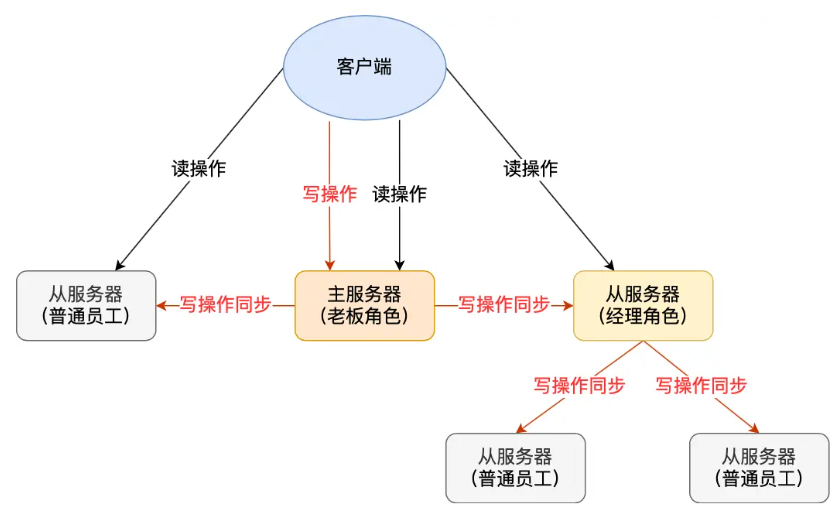 客户端
读操作
读操作
写操作
读操作
从服务器
（普通员工）
写操作同步
主服务器
（老板角色）
写操作同步
从服务器
（经理角色）
写操作同步
写操作同步
从服务器
（普通员工）
从服务器
（普通员工）